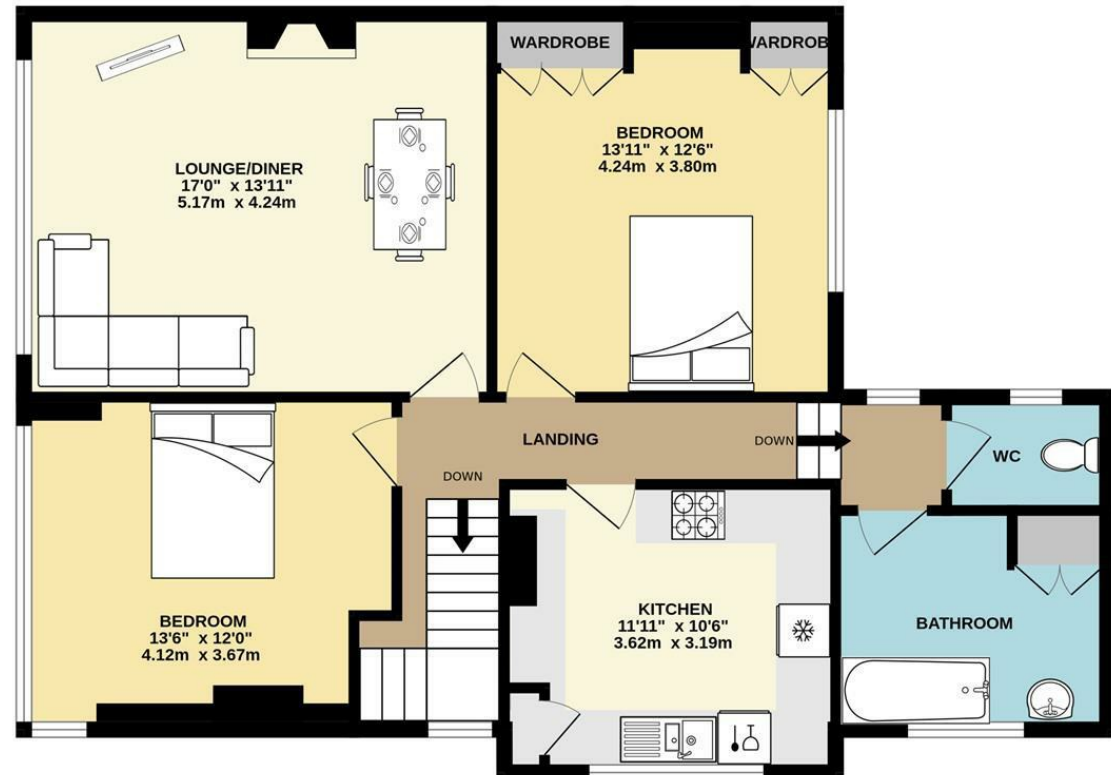 WARDROBE
WARDROB
LOUNGE/DINER
17'0" x 13'11"
5.17m x 4.24m
BEDROOM
13'11" x 12'6"
4.24m x 3.80m
LANDING
DOWN
DOWN
WC
BEDROOM
13'6" x 12'0"
4.12m x 3.67m
KITCHEN
11'11" x 10'6"
3.62m x 3.19m
BATHROOM